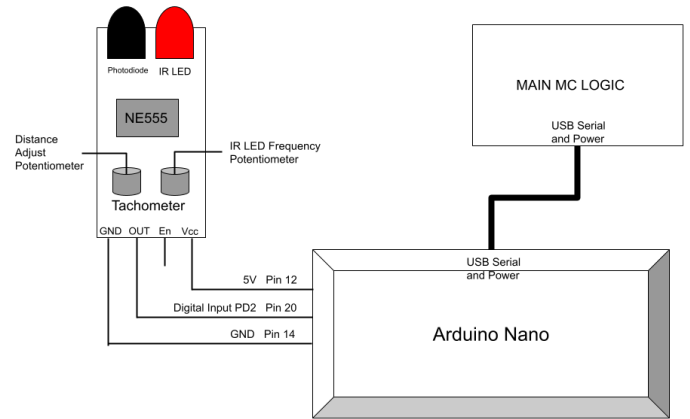 Photodiode
IR LED
NE555
Distance
Adjust
Potentiometer
IR LED Frequency
Potentiometer
Tachometer
GND OUT En Vcc
MAIN MC LOGIC
USB Serial
and Power
5V Pin 12
Digital Input PD2 Pin 20
GND Pin 14
USB Serial
and Power
Arduino Nano